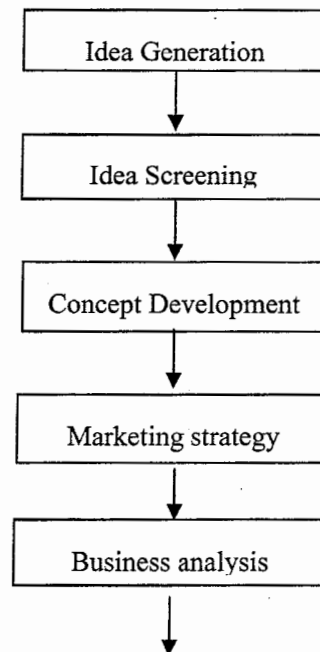 Idea Generation
Idea Screening
Concept Development
Marketing strategy
Business analysis